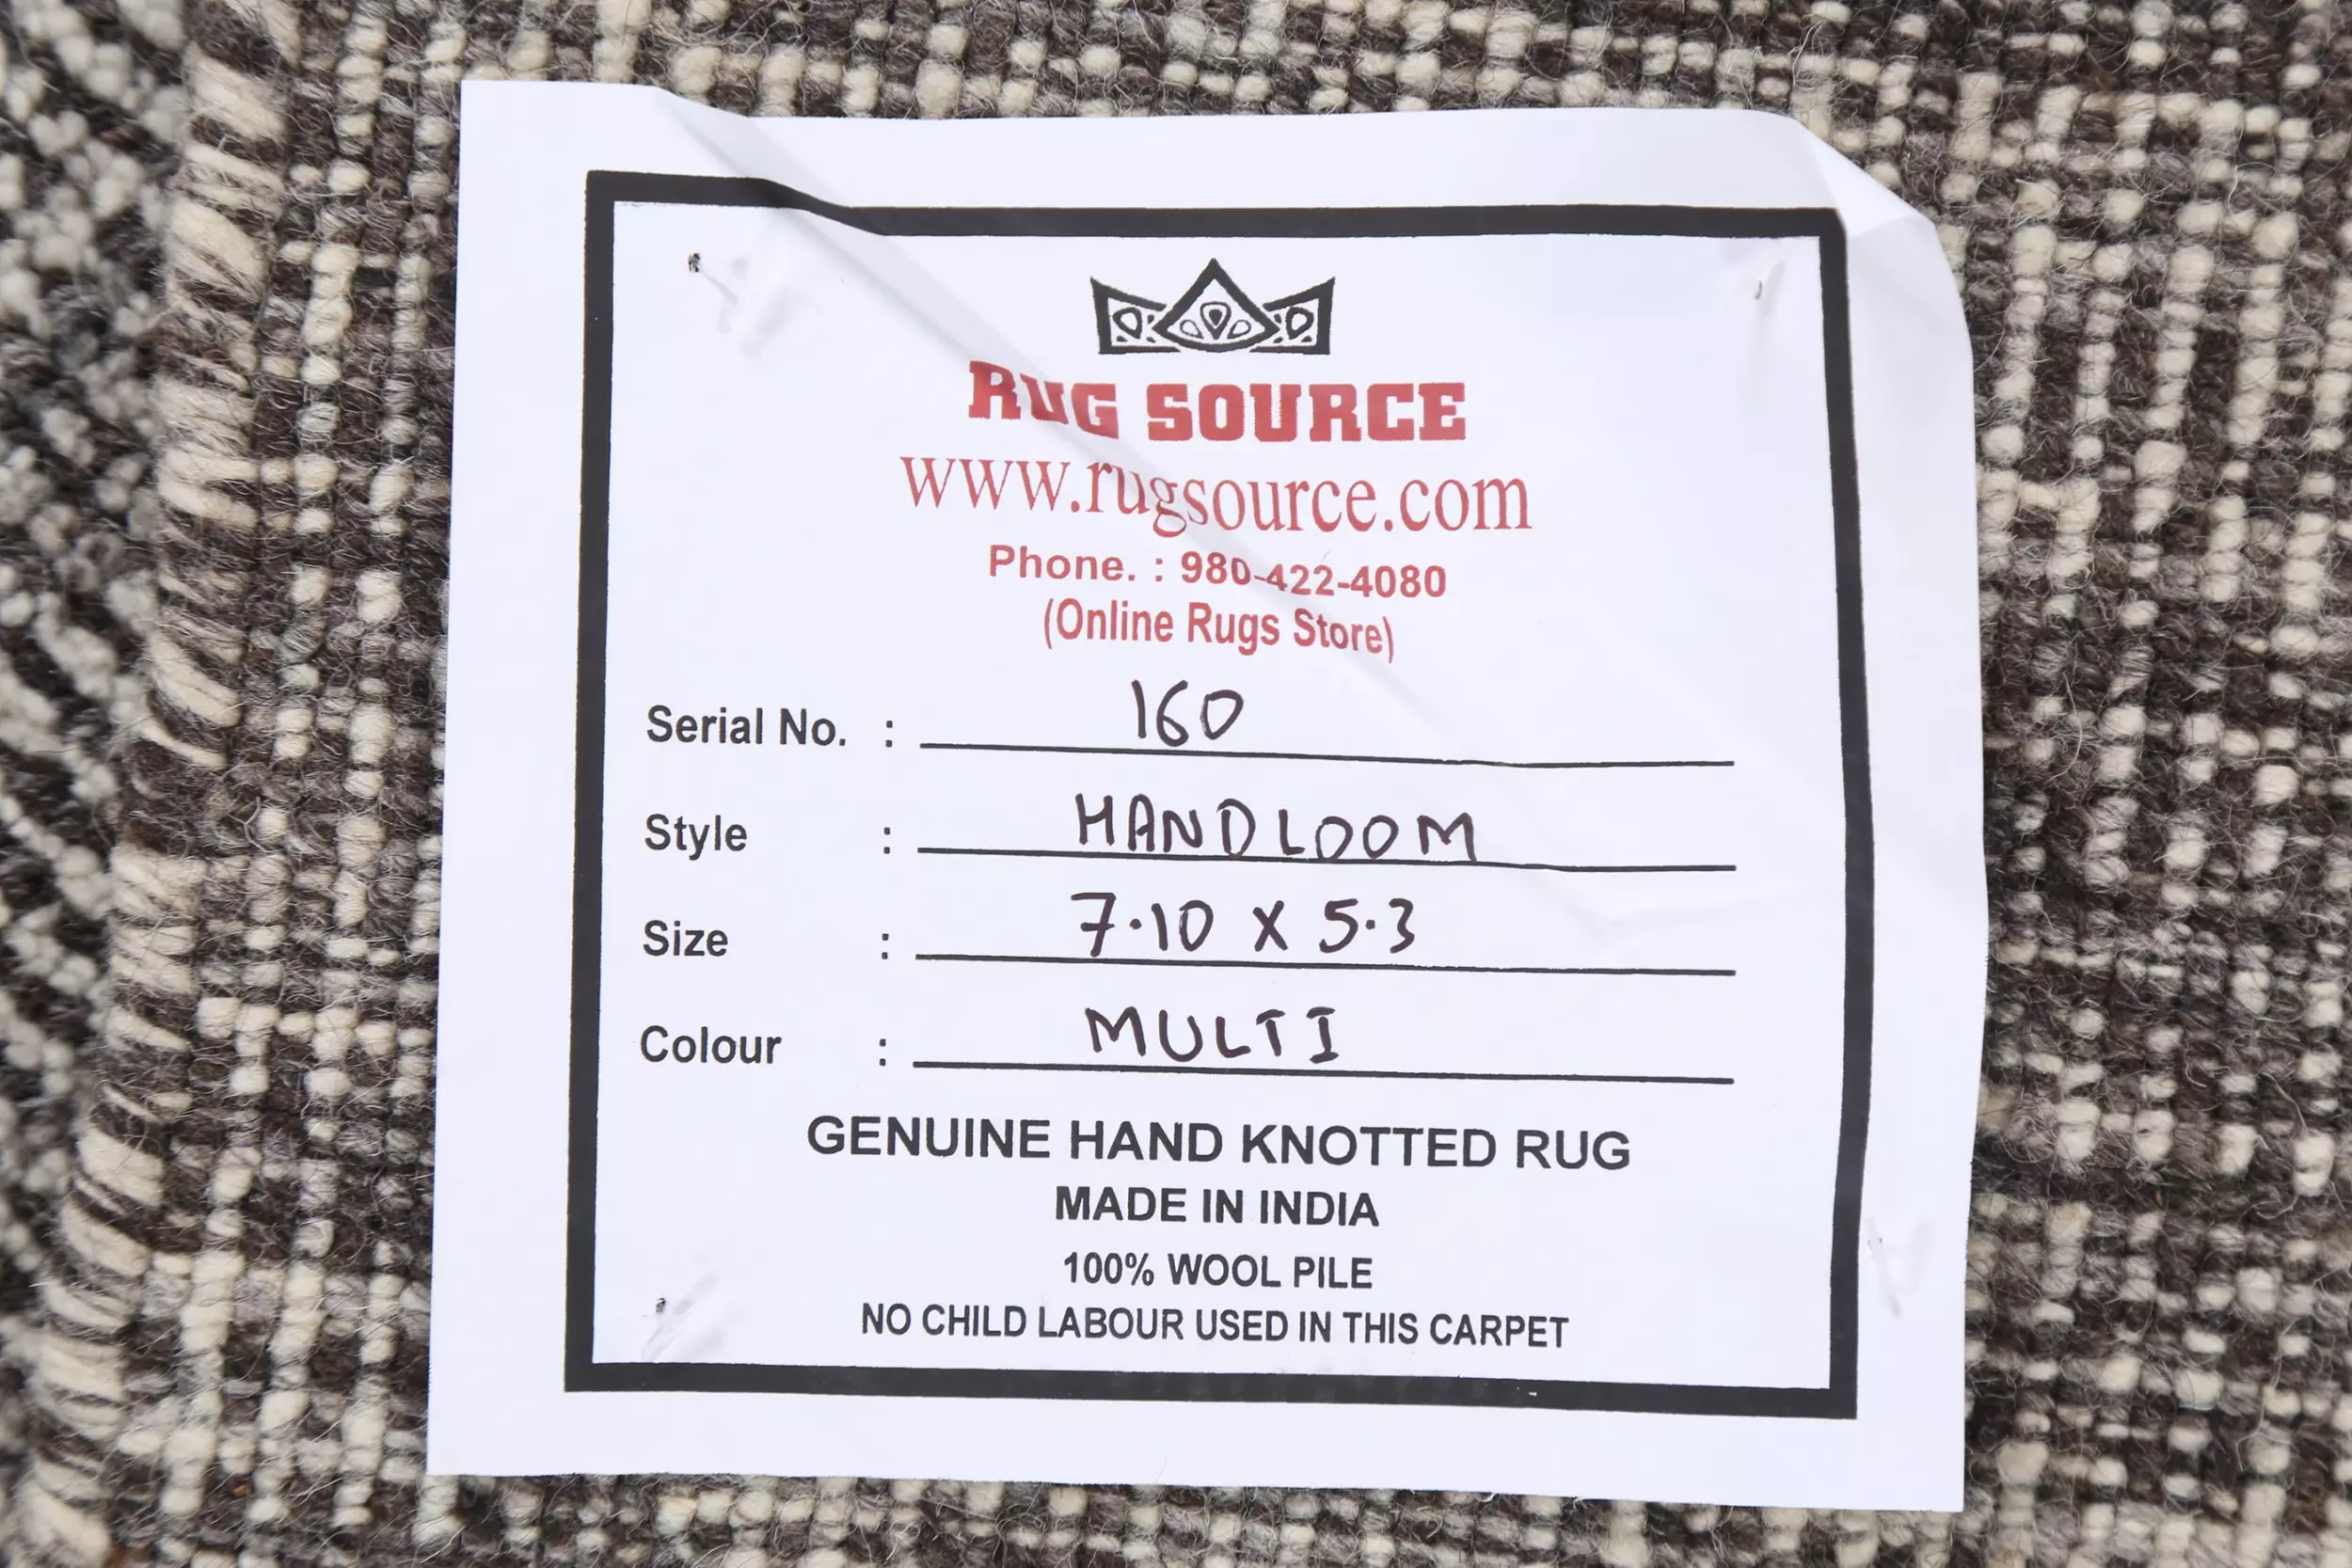 RUG SOURCE
www.rugsource.com
Phone. : 980-422-4080
(Online Rugs Store)
Serial No. : 160
Style : HANDLOOM
Size : 7.10 X 5.3
Colour : MULTI
GENUINE HAND KNOTTED RUG
MADE IN INDIA
100% WOOL PILE
NO CHILD LABOUR USED IN THIS CARPET